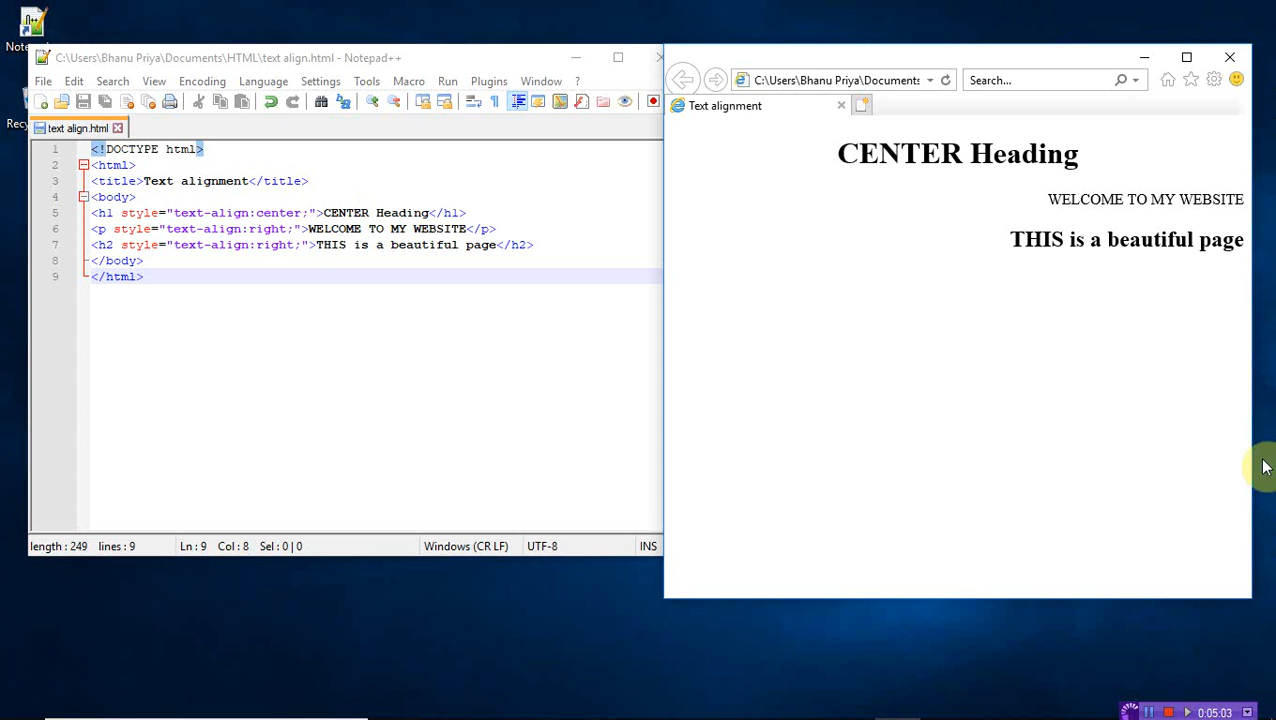 Note
Recy
C:\Users\Bhanu Priya\Documents\HTML\text align.html - Notepad++
File Edit Search View Encoding Language Settings Tools Macro Run Plugins Window ?
text align.html
1 <!DOCTYPE html>
2 <html>
3 <title>Text alignment</title>
4 <body>
5 <h1 style="text-align:center;">CENTER Heading</h1>
6 <p style="text-align:right;">WELCOME TO MY WEBSITE</p>
7 <h2 style="text-align:right;">THIS is a beautiful page</h2>
8 </body>
9 </html>
length : 249 lines : 9 Ln : 9 Col : 8 Sel : 0 | 0 Windows (CR LF) UTF-8 INS
C:\Users\Bhanu Priya\Documents Search...
Text alignment
CENTER Heading
WELCOME TO MY WEBSITE
THIS is a beautiful page
0:05:03